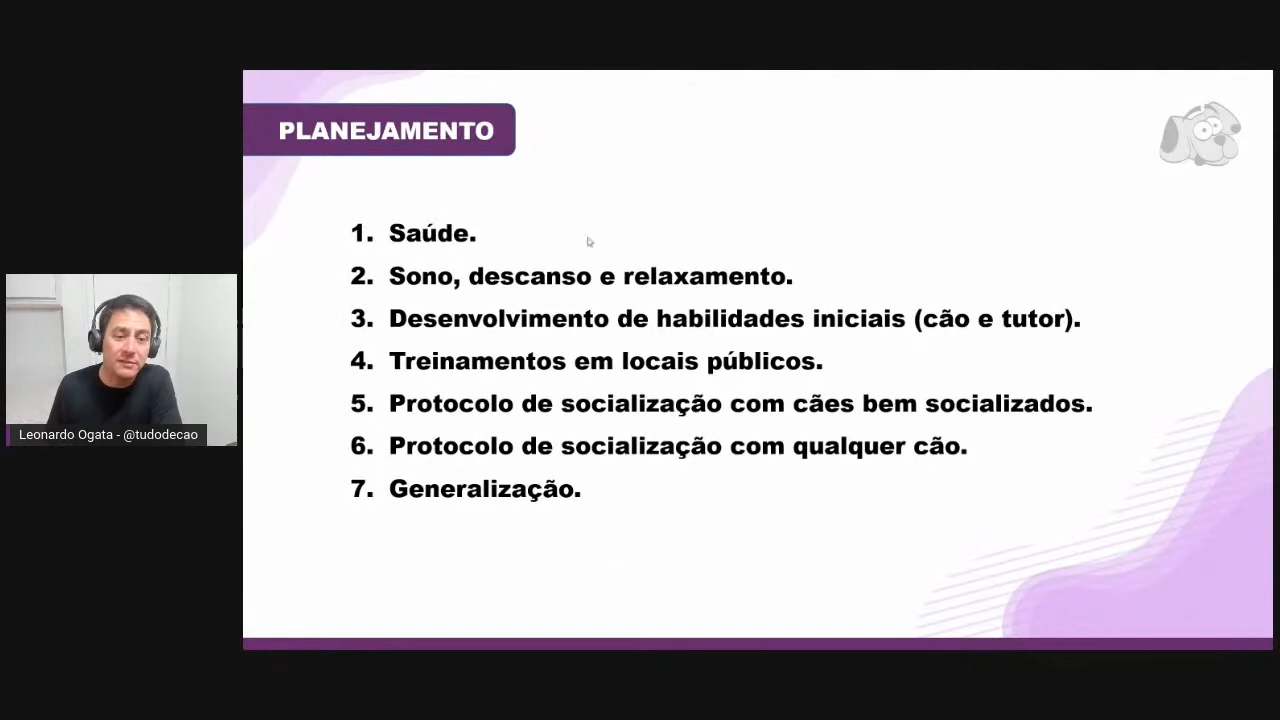 PLANEJAMENTO
1. Saúde.
2. Sono, descanso e relaxamento.
3. Desenvolvimento de habilidades iniciais (cão e tutor).
4. Treinamentos em locais públicos.
5. Protocolo de socialização com cães bem socializados.
6. Protocolo de socialização com qualquer cão.
7. Generalização.
Leonardo Ogata - @tudodecao